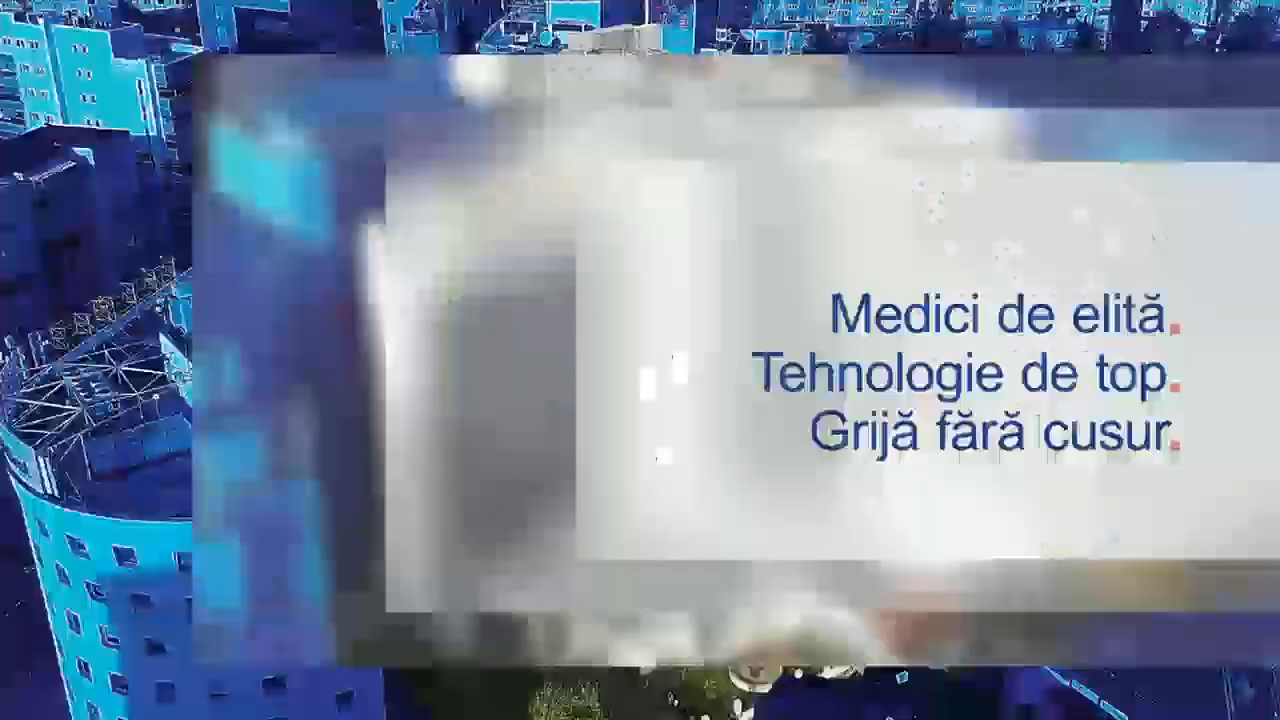 Medici de elită.
Tehnologie de top.
Grijă fără cusur.